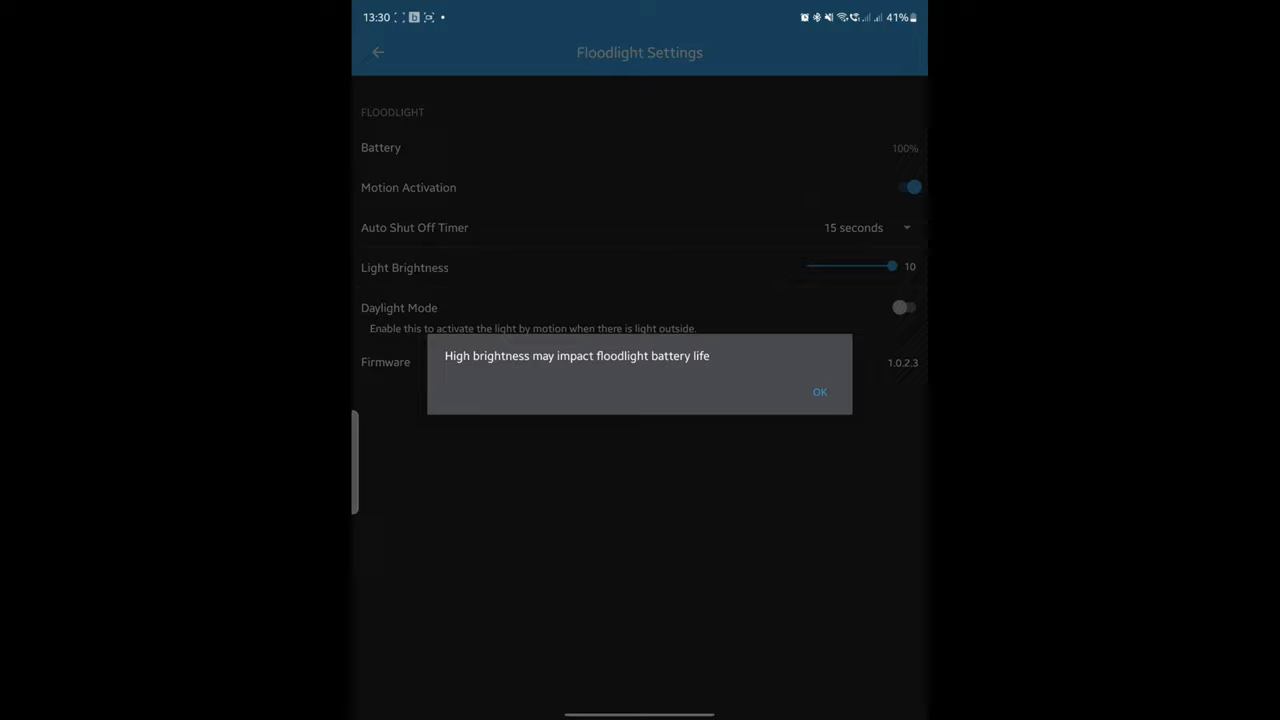 13:30 41%
Floodlight Settings
FLOODLIGHT
Battery 100%
Motion Activation
Auto Shut Off Timer 15 seconds
Light Brightness 10
Daylight Mode
Enable this to activate the light by motion when there is light outside.
High brightness may impact floodlight battery life
Firmware 1.0.2.3
OK